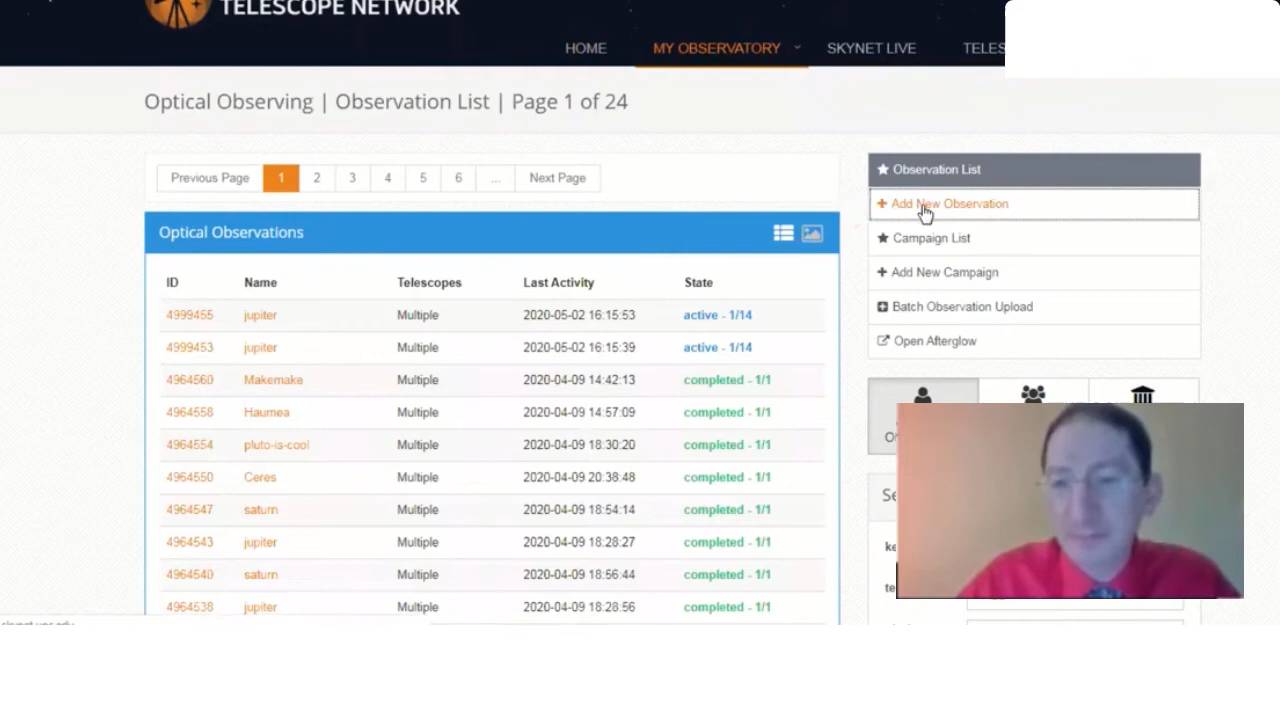 TELESCOPE NETWORK
HOME MY OBSERVATORY SKYNET LIVE TELES
Optical Observing | Observation List | Page 1 of 24
Previous Page 1 2 3 4 5 6 ... Next Page
Optical Observations
ID Name Telescopes Last Activity State
4999455 jupiter Multiple 2020-05-02 16:15:53 active - 1/14
4999453 jupiter Multiple 2020-05-02 16:15:39 active - 1/14
4964560 Makemake Multiple 2020-04-09 14:42:13 completed - 1/1
4964558 Haumea Multiple 2020-04-09 14:57:09 completed - 1/1
4964554 pluto-is-cool Multiple 2020-04-09 18:30:20 completed - 1/1
4964550 Ceres Multiple 2020-04-09 20:38:48 completed - 1/1
4964547 saturn Multiple 2020-04-09 18:54:14 completed - 1/1
4964543 jupiter Multiple 2020-04-09 18:28:27 completed - 1/1
4964540 saturn Multiple 2020-04-09 18:56:44 completed - 1/1
4964538 jupiter Multiple 2020-04-09 18:28:56 completed - 1/1
Observation List
Add New Observation
Campaign List
Add New Campaign
Batch Observation Upload
Open Afterglow
O
Se
ke
te